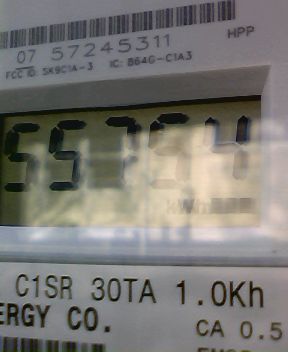 07 57245311
HPP
FCC ID: SK9C1A-3 IC: 864G-C1A3
55754
kWh
C1SR 30TA 1.0Kh
ERGY CO.
CA 0.5